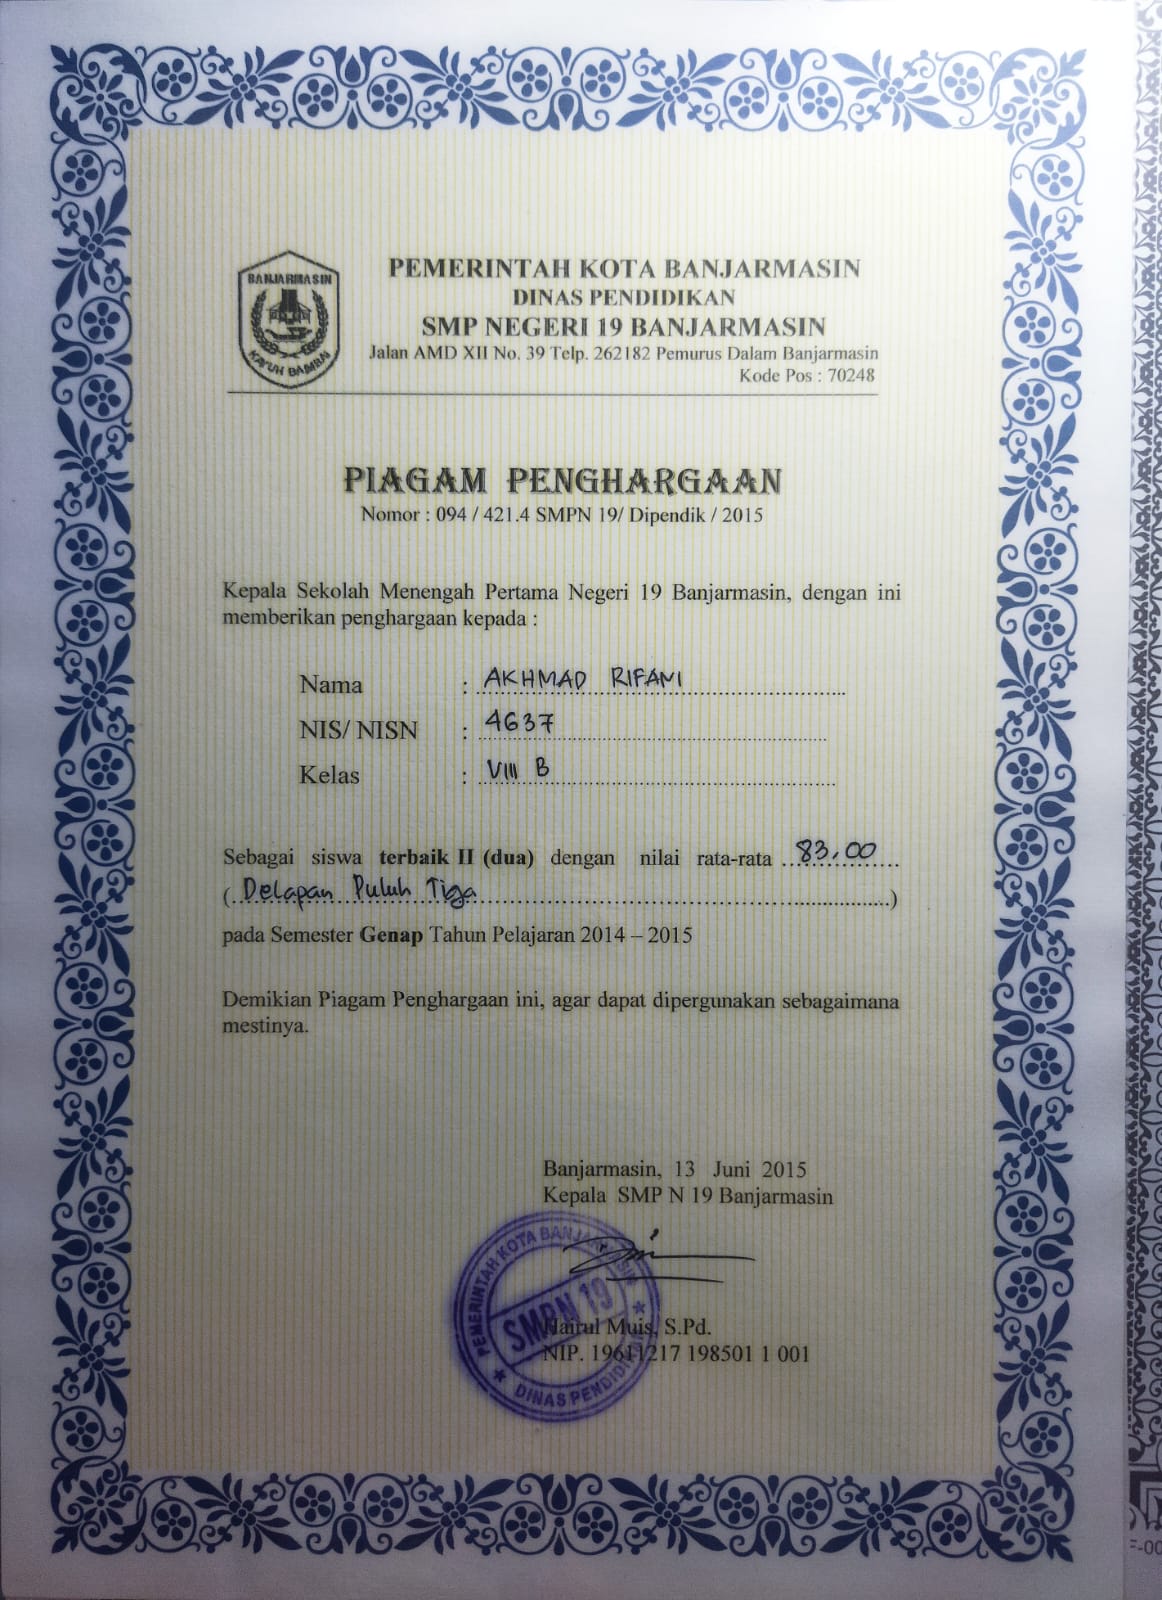 BANJARMASIN
KAYUH BAIMBAI
PEMERINTAH KOTA BANJARMASIN
DINAS PENDIDIKAN
SMP NEGERI 19 BANJARMASIN
Jalan AMD XII No. 39 Telp. 262182 Pemurus Dalam Banjarmasin
Kode Pos : 70248
PIAGAM PENGHARGAAN
Nomor : 094 / 421.4 SMPN 19/ Dipendik / 2015
Kepala Sekolah Menengah Pertama Negeri 19 Banjarmasin, dengan ini
memberikan penghargaan kepada :
Nama : AKHMAD RIFANI
NIS/ NISN : 4637
Kelas : VIII B
Sebagai siswa terbaik II (dua) dengan nilai rata-rata 83,00
( Delapan Puluh Tiga )
pada Semester Genap Tahun Pelajaran 2014 – 2015
Demikian Piagam Penghargaan ini, agar dapat dipergunakan sebagaimana
mestinya.
Banjarmasin, 13 Juni 2015
Kepala SMP N 19 Banjarmasin
PEMERINTAH KOTA BANJARMASIN
SMPN 19
DINAS PENDIDIKAN
Hairul Muis, S.Pd.
NIP. 19611217 198501 1 001